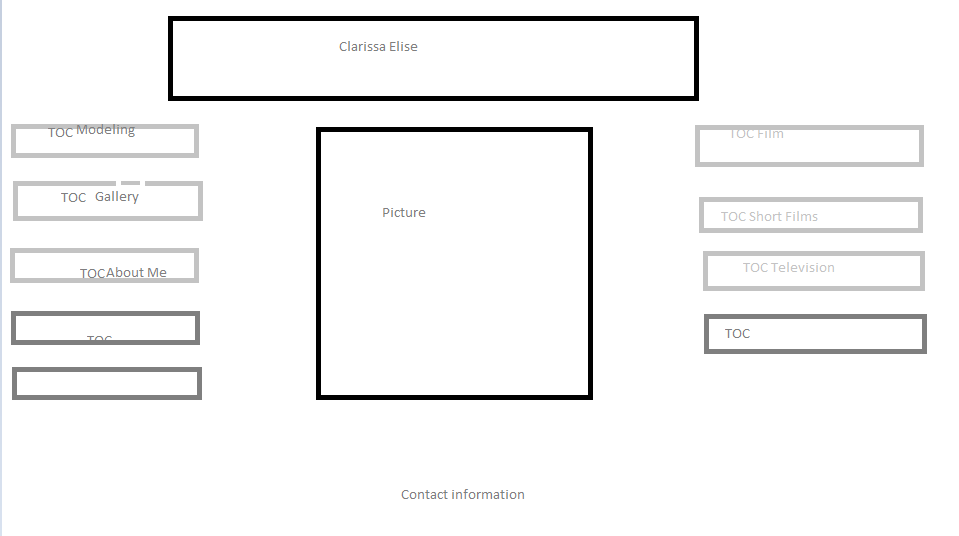 Clarissa Elise
TOC Modeling
TOC Gallery
TOC About Me
TOC
Picture
TOC Film
TOC Short Films
TOC Television
TOC
Contact information